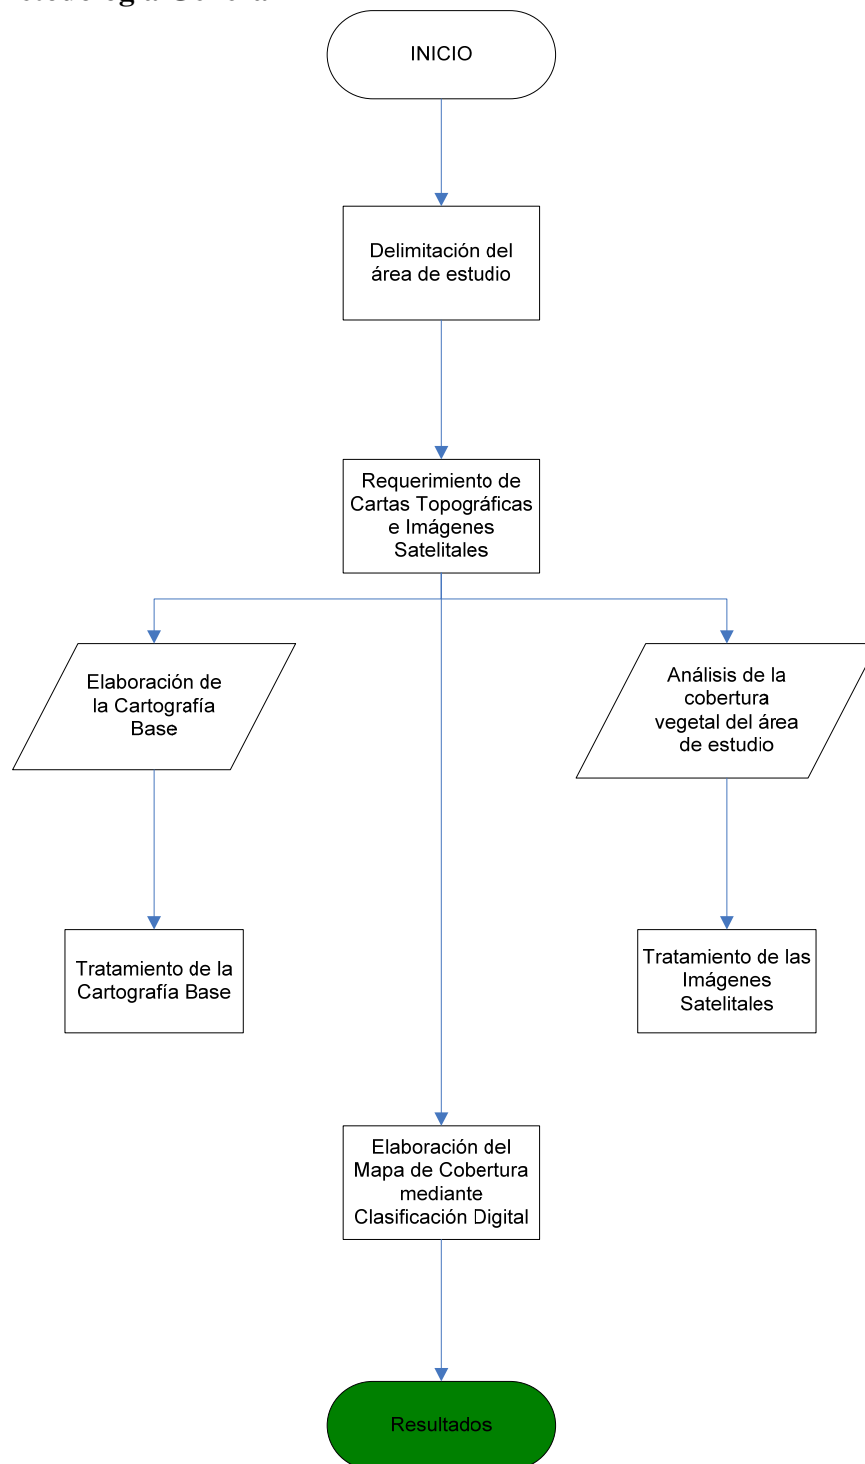 INICIO
Delimitación del
área de estudio
Requerimiento de
Cartas Topográficas
e Imágenes
Satelitales
Elaboración de
la Cartografía
Base
Análisis de la
cobertura
vegetal del área
de estudio
Tratamiento de la
Cartografía Base
Tratamiento de las
Imágenes
Satelitales
Elaboración del
Mapa de Cobertura
mediante
Clasificación Digital
Resultados